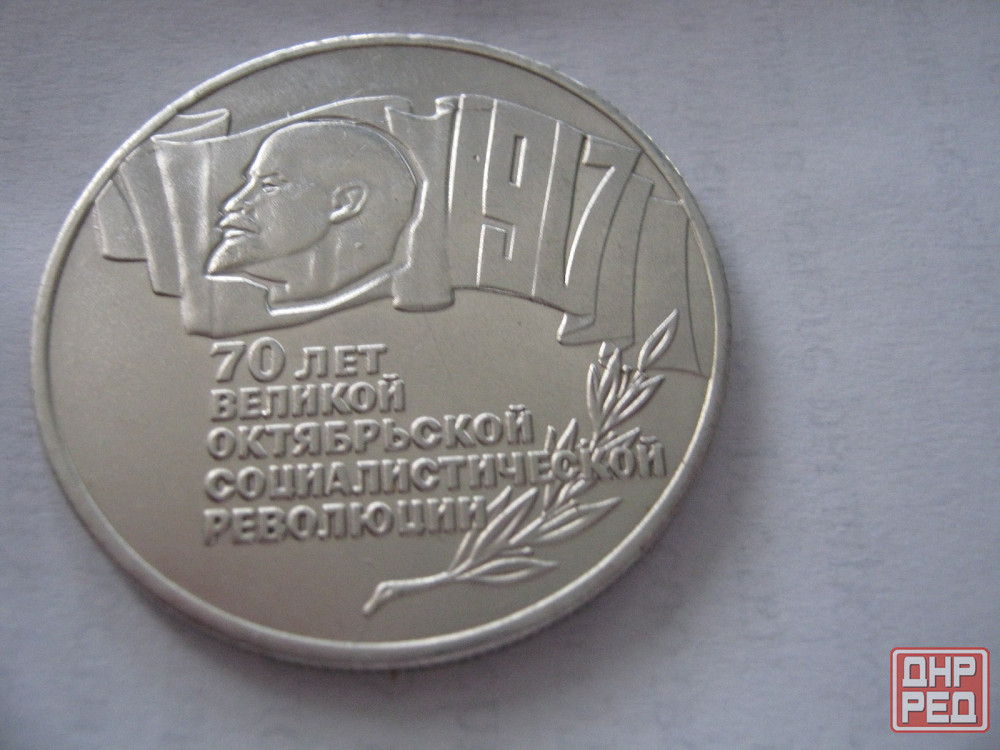 1917
70 ЛЕТ
ВЕЛИКОЙ
ОКТЯБРЬСКОЙ
СОЦИАЛИСТИЧЕСКОЙ
РЕВОЛЮЦИИ
ДНР
РЕД